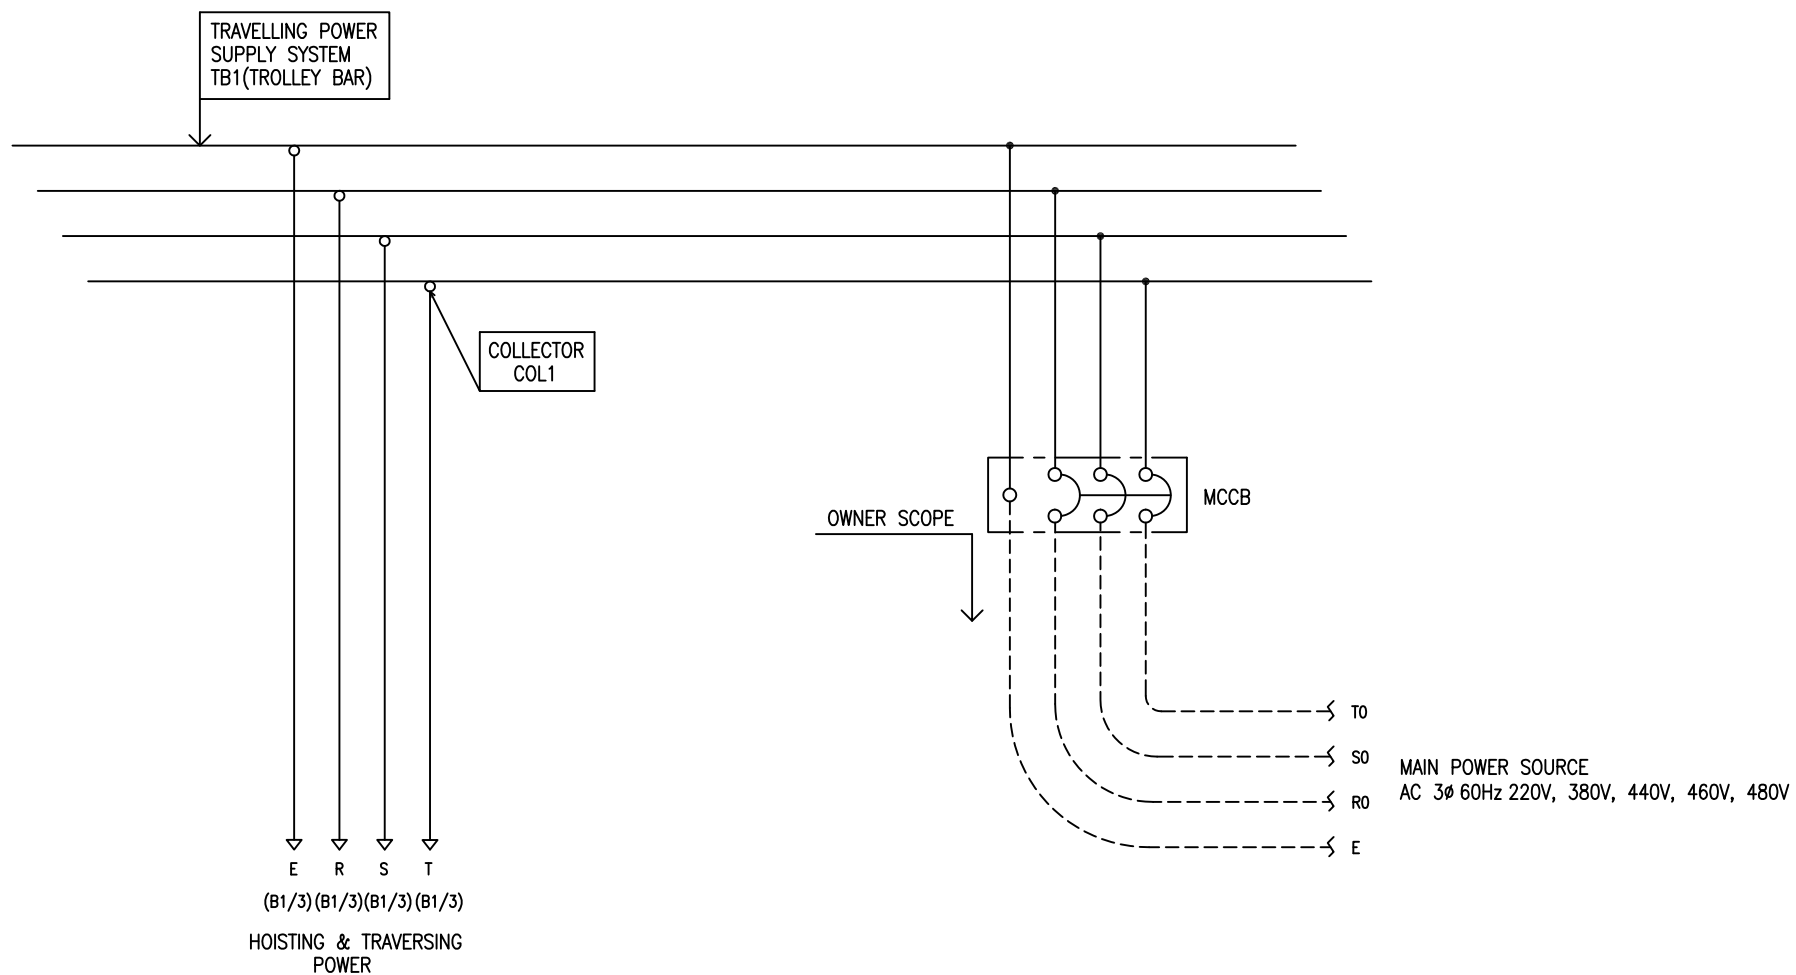 TRAVELLING POWER
SUPPLY SYSTEM
TB1(TROLLEY BAR)
COLLECTOR
COL1
OWNER SCOPE
MCCB
T0
S0
R0
E
MAIN POWER SOURCE
AC 3ø 60Hz 220V, 380V, 440V, 460V, 480V
E R S T
(B1/3) (B1/3) (B1/3) (B1/3)
HOISTING & TRAVERSING
POWER